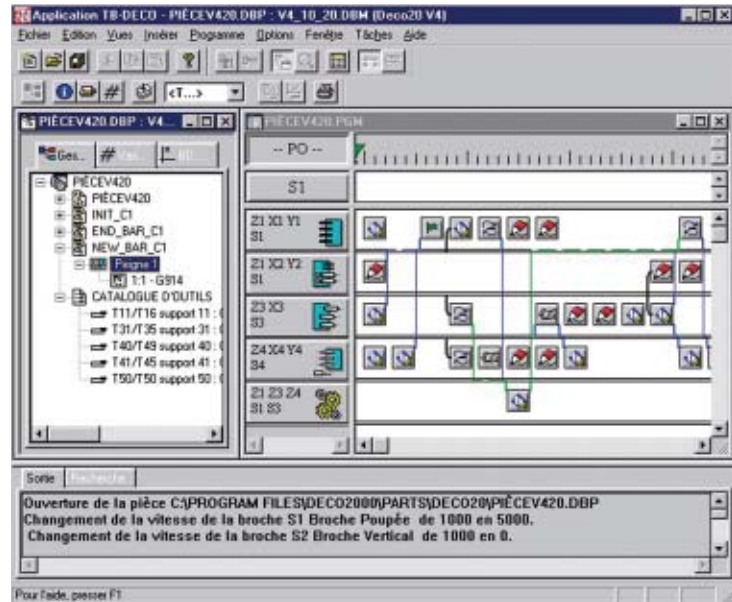 Application TB-DECO - PIÈCEV420.DBP : V4_10_20.DBM (Deco20 V4)
Fichier Edition Vues Insérer Programme Options Fenêtre Tâches Aide
<T...>
PIÈCEV420.DBP : V4...
PIÈCEV420.PGM
Ges..
-- PO --
S1
PIÈCEV420
PIÈCEV420
INIT_C1
END_BAR_C1
NEW_BAR_C1
Peigne 1
1:1 - G914
CATALOGUE D'OUTILS
T11/T16 support 11 :
T31/T35 support 31 :
T40/T49 support 40 :
T41/T45 support 41 :
T50/T50 support 50 :
Z1 X1 Y1
S1
Z1 X2 Y2
S1
Z3 X3
S3
Z4 X4 Y4
S4
Z1 Z3 Z4
S1 S3
Sortie
Recherche
Ouverture de la pièce C:\PROGRAM FILES\DECO2000\PARTS\DECO20\PIÈCEV420.DBP
Changement de la vitesse de la broche S1 Broche Poupée de 1000 en 5000.
Changement de la vitesse de la broche S2 Broche Vertical de 1000 en 0.
Pour l'aide, presser F1